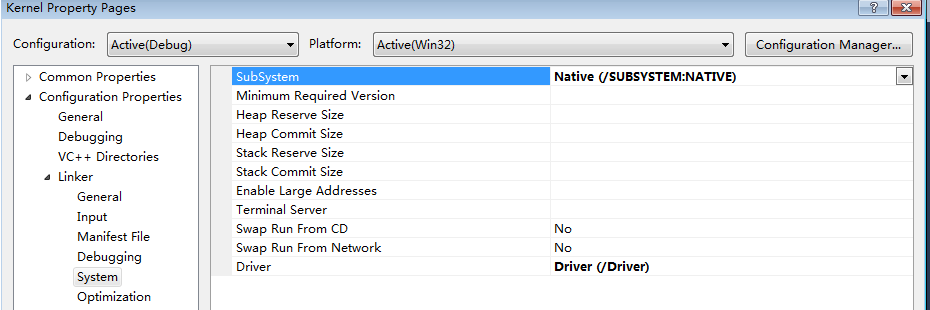 Kernel Property Pages
Configuration: Active(Debug) Platform: Active(Win32) Configuration Manager...
Common Properties
Configuration Properties
General
Debugging
VC++ Directories
Linker
General
Input
Manifest File
Debugging
System
Optimization
SubSystem Native (/SUBSYSTEM:NATIVE)
Minimum Required Version
Heap Reserve Size
Heap Commit Size
Stack Reserve Size
Stack Commit Size
Enable Large Addresses
Terminal Server
Swap Run From CD No
Swap Run From Network No
Driver Driver (/Driver)